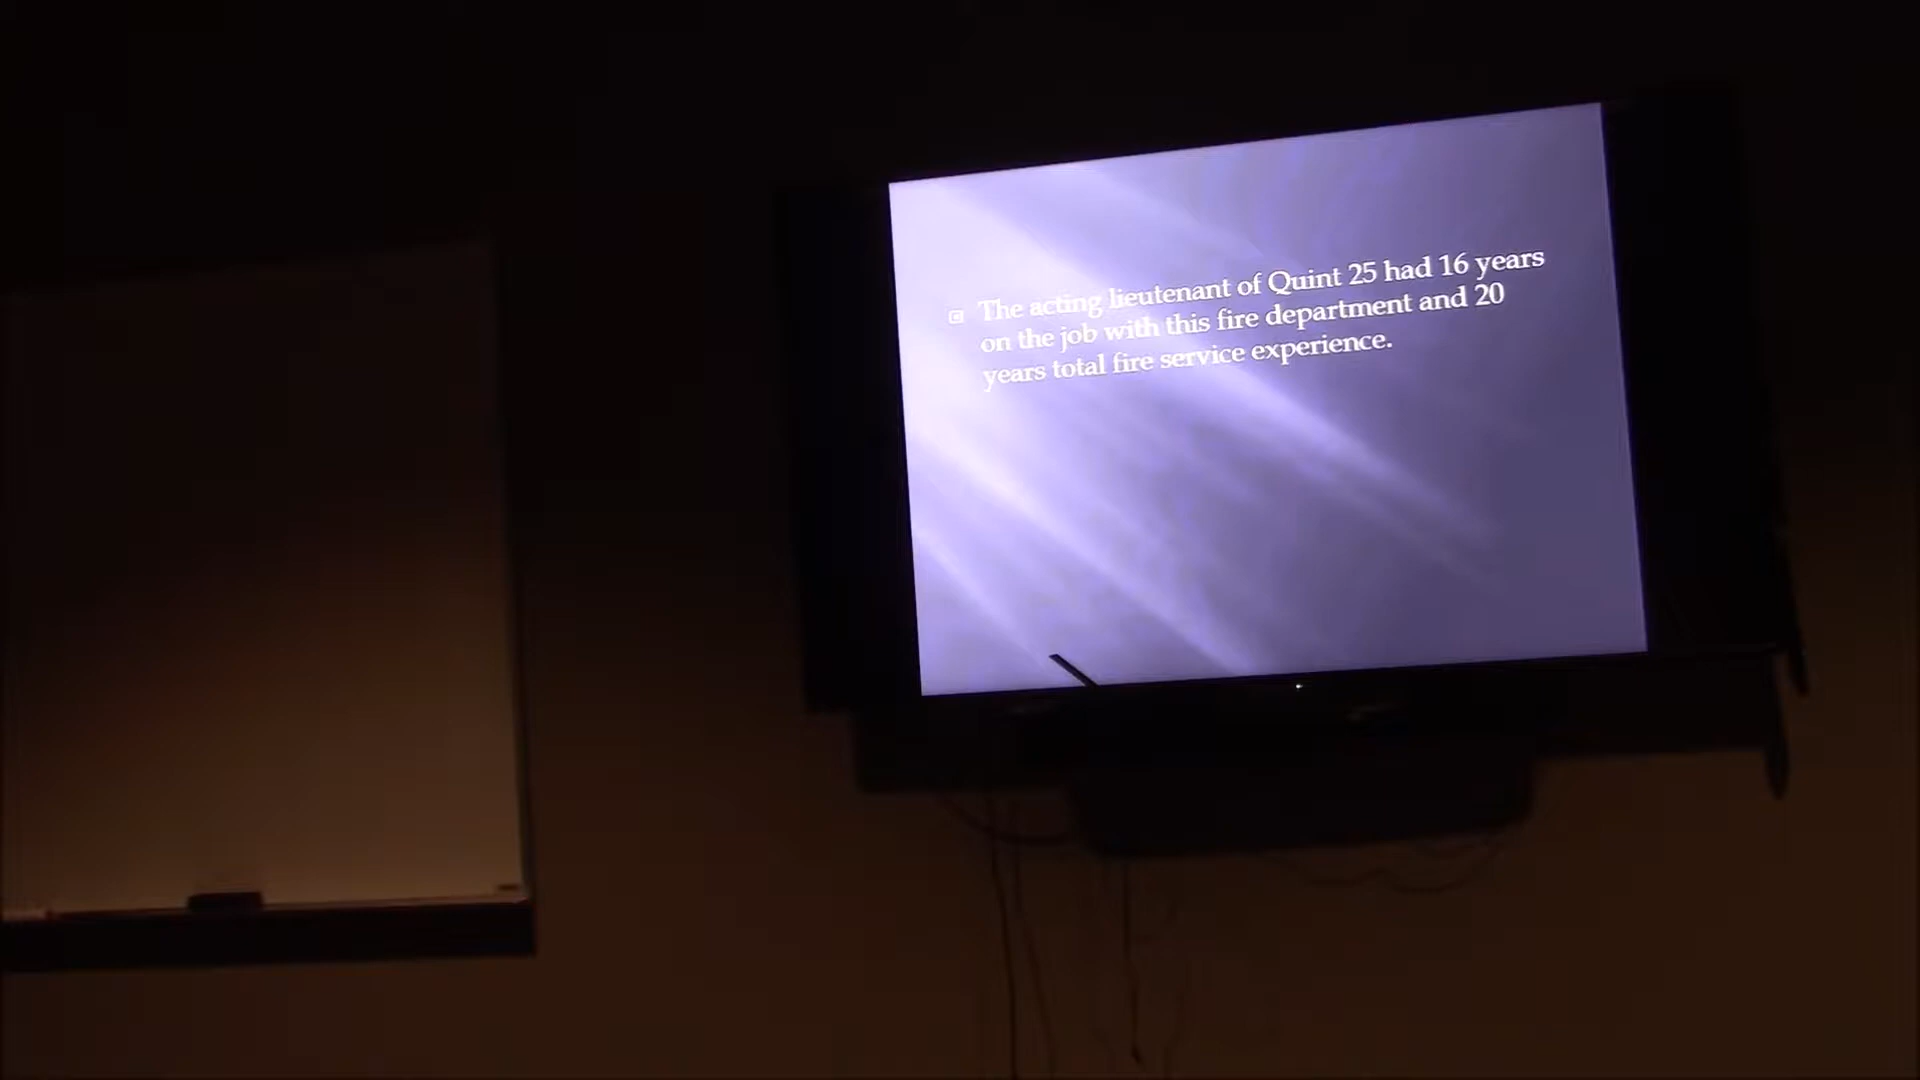 The acting lieutenant of Quint 25 had 16 years
on the job with this fire department and 20
years total fire service experience.